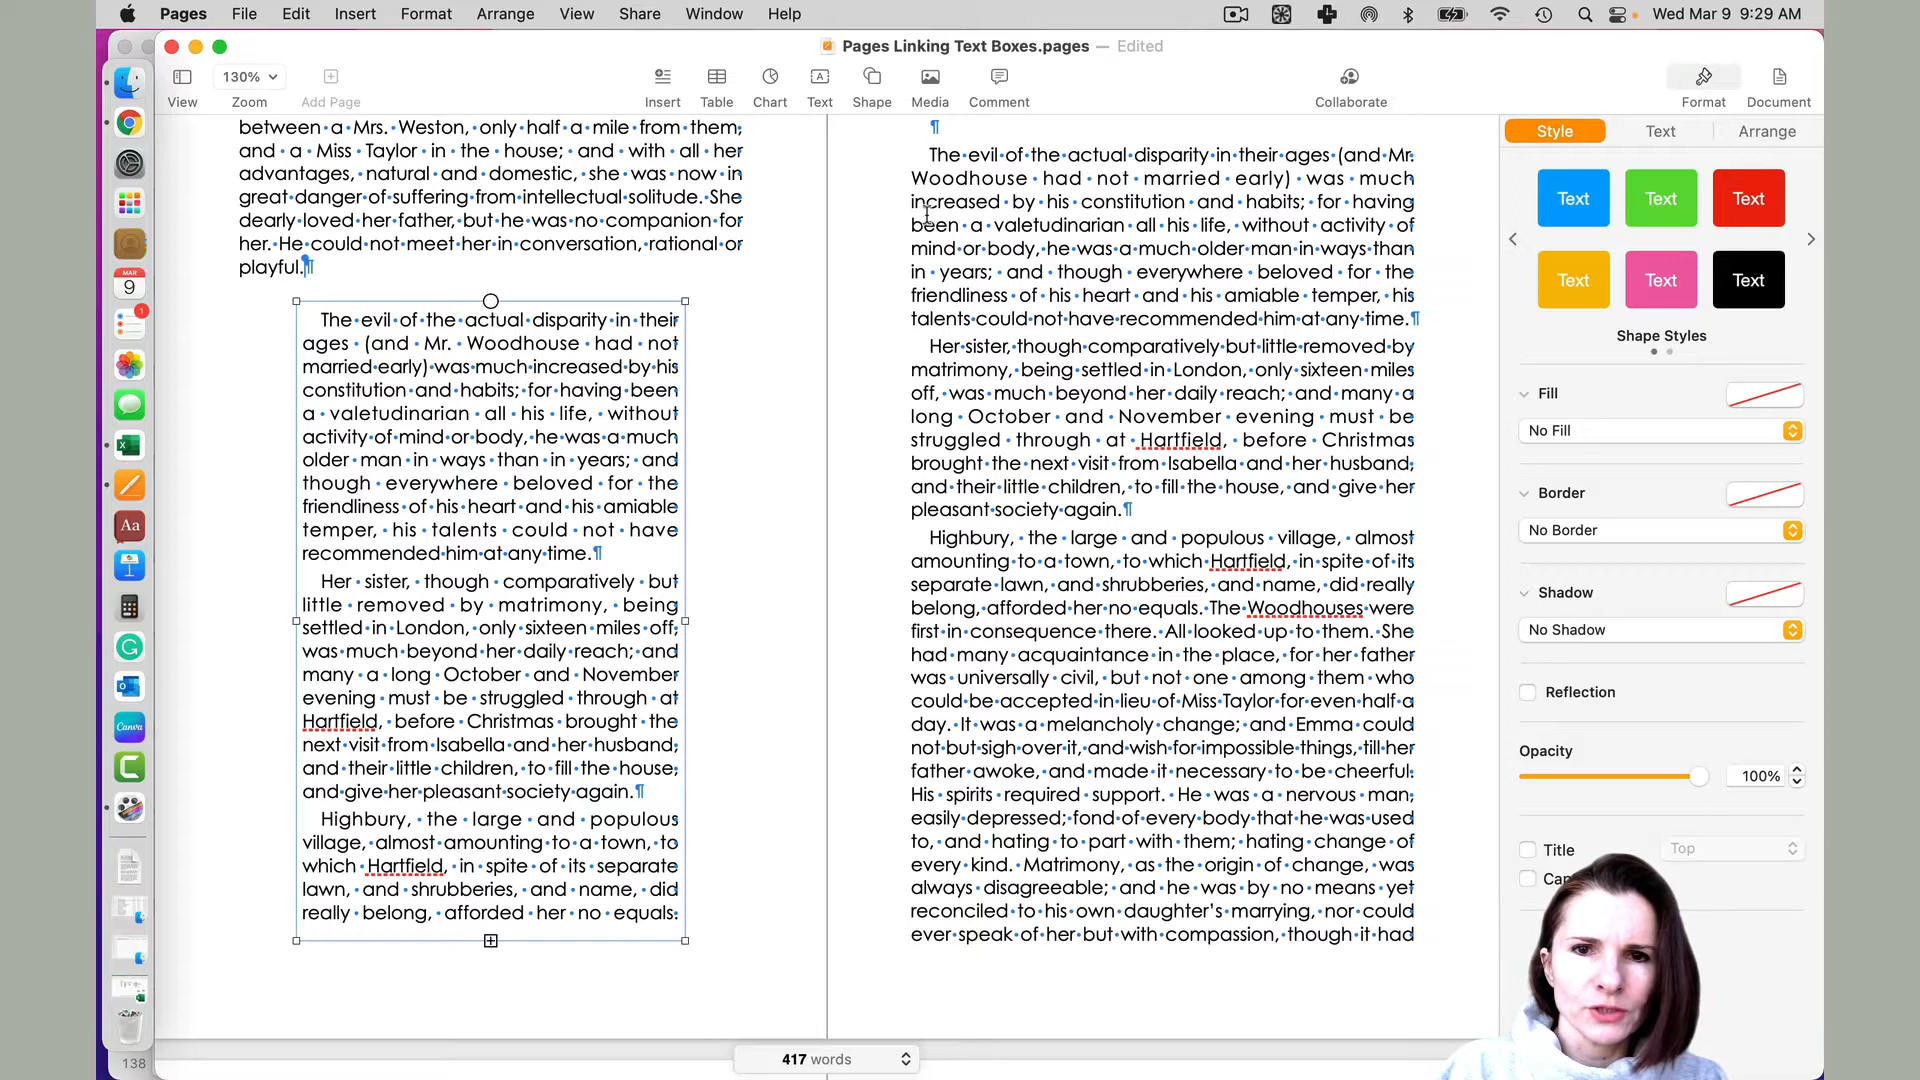 Pages File Edit Insert Format Arrange View Share Window Help
Wed Mar 9 9:29 AM
Pages Linking Text Boxes.pages — Edited
130%
View Zoom Add Page Insert Table Chart Text Shape Media Comment Collaborate Format Document
between a Mrs. Weston, only half a mile from them,
and a Miss Taylor in the house; and with all her
advantages, natural and domestic, she was now in
great danger of suffering from intellectual solitude. She
dearly loved her father, but he was no companion for
her. He could not meet her in conversation, rational or
playful.¶
The evil of the actual disparity in their
ages (and Mr. Woodhouse had not
married early) was much increased by his
constitution and habits; for having been
a valetudinarian all his life, without
activity of mind or body, he was a much
older man in ways than in years; and
though everywhere beloved for the
friendliness of his heart and his amiable
temper, his talents could not have
recommended him at any time.¶
Her sister, though comparatively but
little removed by matrimony, being
settled in London, only sixteen miles off,
was much beyond her daily reach; and
many a long October and November
evening must be struggled through at
Hartfield, before Christmas brought the
next visit from Isabella and her husband,
and their little children, to fill the house,
and give her pleasant society again.¶
Highbury, the large and populous
village, almost amounting to a town, to
which Hartfield, in spite of its separate
lawn, and shrubberies, and name, did
really belong, afforded her no equals.
¶
The evil of the actual disparity in their ages (and Mr.
Woodhouse had not married early) was much
increased by his constitution and habits; for having
been a valetudinarian all his life, without activity of
mind or body, he was a much older man in ways than
in years; and though everywhere beloved for the
friendliness of his heart and his amiable temper, his
talents could not have recommended him at any time.¶
Her sister, though comparatively but little removed by
matrimony, being settled in London, only sixteen miles
off, was much beyond her daily reach; and many a
long October and November evening must be
struggled through at Hartfield, before Christmas
brought the next visit from Isabella and her husband,
and their little children, to fill the house, and give her
pleasant society again.¶
Highbury, the large and populous village, almost
amounting to a town, to which Hartfield, in spite of its
separate lawn, and shrubberies, and name, did really
belong, afforded her no equals. The Woodhouses were
first in consequence there. All looked up to them. She
had many acquaintance in the place, for her father
was universally civil, but not one among them who
could be accepted in lieu of Miss Taylor for even half a
day. It was a melancholy change; and Emma could
not but sigh over it, and wish for impossible things, till her
father awoke, and made it necessary to be cheerful.
His spirits required support. He was a nervous man,
easily depressed; fond of every body that he was used
to, and hating to part with them; hating change of
every kind. Matrimony, as the origin of change, was
always disagreeable; and he was by no means yet
reconciled to his own daughter's marrying, nor could
ever speak of her but with compassion, though it had
Style Text Arrange
Text Text Text
Text Text Text
Shape Styles
Fill
No Fill
Border
No Border
Shadow
No Shadow
Reflection
Opacity
100%
Title Top
MAR
9
1
Aa
Canva
138
417 words